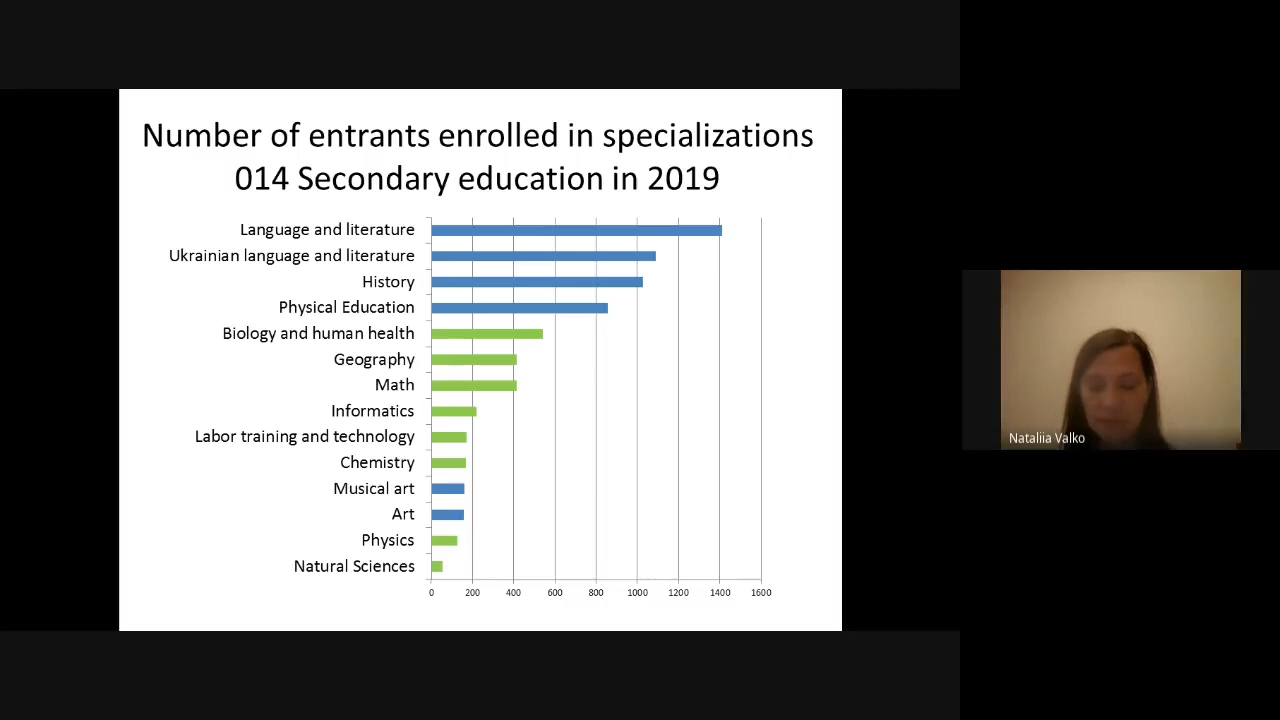 Number of entrants enrolled in specializations
014 Secondary education in 2019
Language and literature
Ukrainian language and literature
History
Physical Education
Biology and human health
Geography
Math
Informatics
Labor training and technology
Chemistry
Musical art
Art
Physics
Natural Sciences
0 200 400 600 800 1000 1200 1400 1600
Nataliia Valko